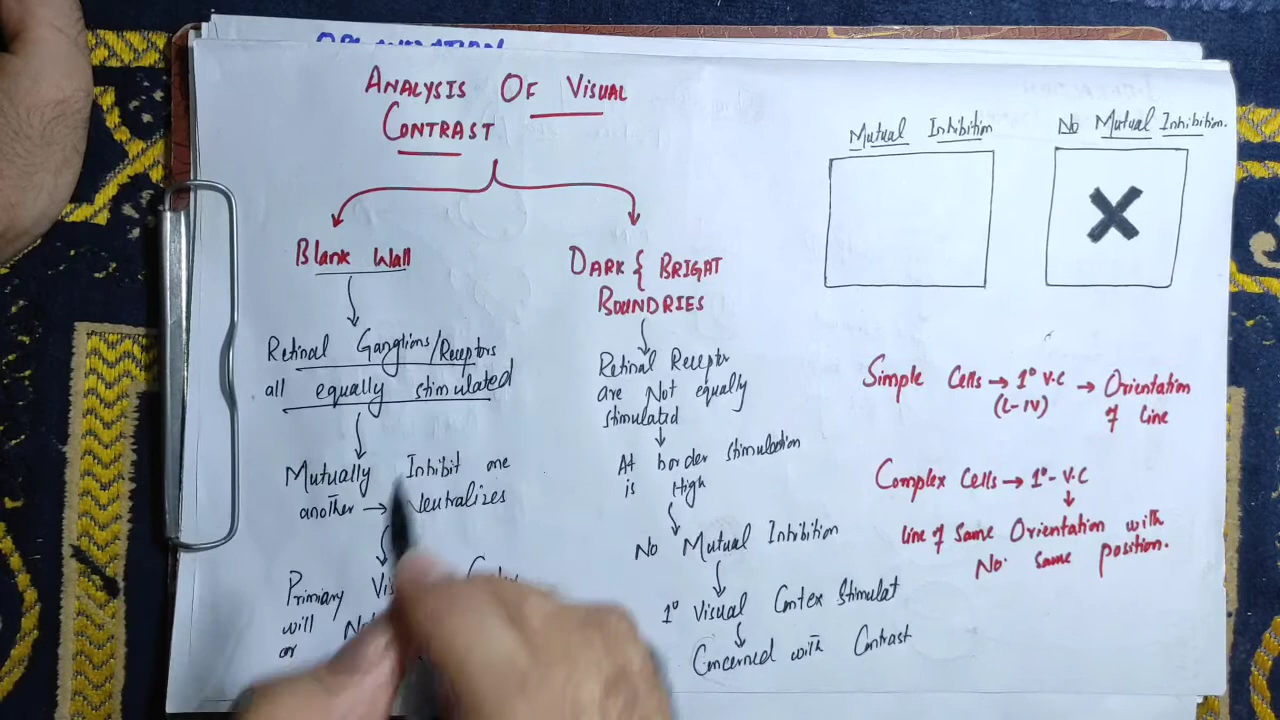 ORGANIZATION
ANALYSIS OF VISUAL
CONTRAST
Blank Wall
Retinal Ganglions/Receptors
all equally stimulated
Mutually Inhibit one
another → Neutralizes
Primary
will
or
DARK & BRIGHT
BOUNDRIES
Retinal Receptor
are Not equally
Stimulated
At border stimulation
is High
No Mutual Inhibition
1° Visual Cortex Stimulat
Concerned with Contrast
Mutual Inhibition
No Mutual Inhibition.
Simple Cells → 1° V.C → Orientation
(L-IV) of Line
Complex Cells → 1°- V.C
Line of Same Orientation with
No. same position.